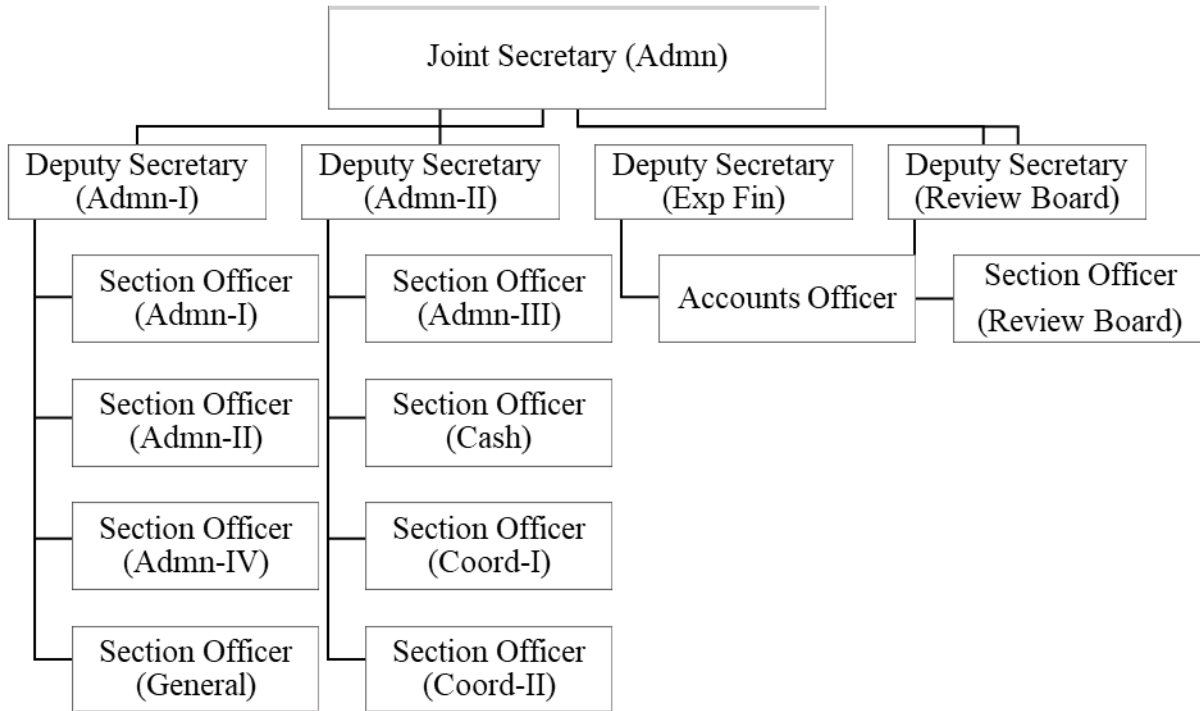 Joint Secretary (Admn)
Deputy Secretary
(Admn-I)
Deputy Secretary
(Admn-II)
Deputy Secretary
(Exp Fin)
Deputy Secretary
(Review Board)
Section Officer
(Admn-I)
Section Officer
(Admn-III)
Accounts Officer
Section Officer
(Review Board)
Section Officer
(Admn-II)
Section Officer
(Cash)
Section Officer
(Admn-IV)
Section Officer
(Coord-I)
Section Officer
(General)
Section Officer
(Coord-II)